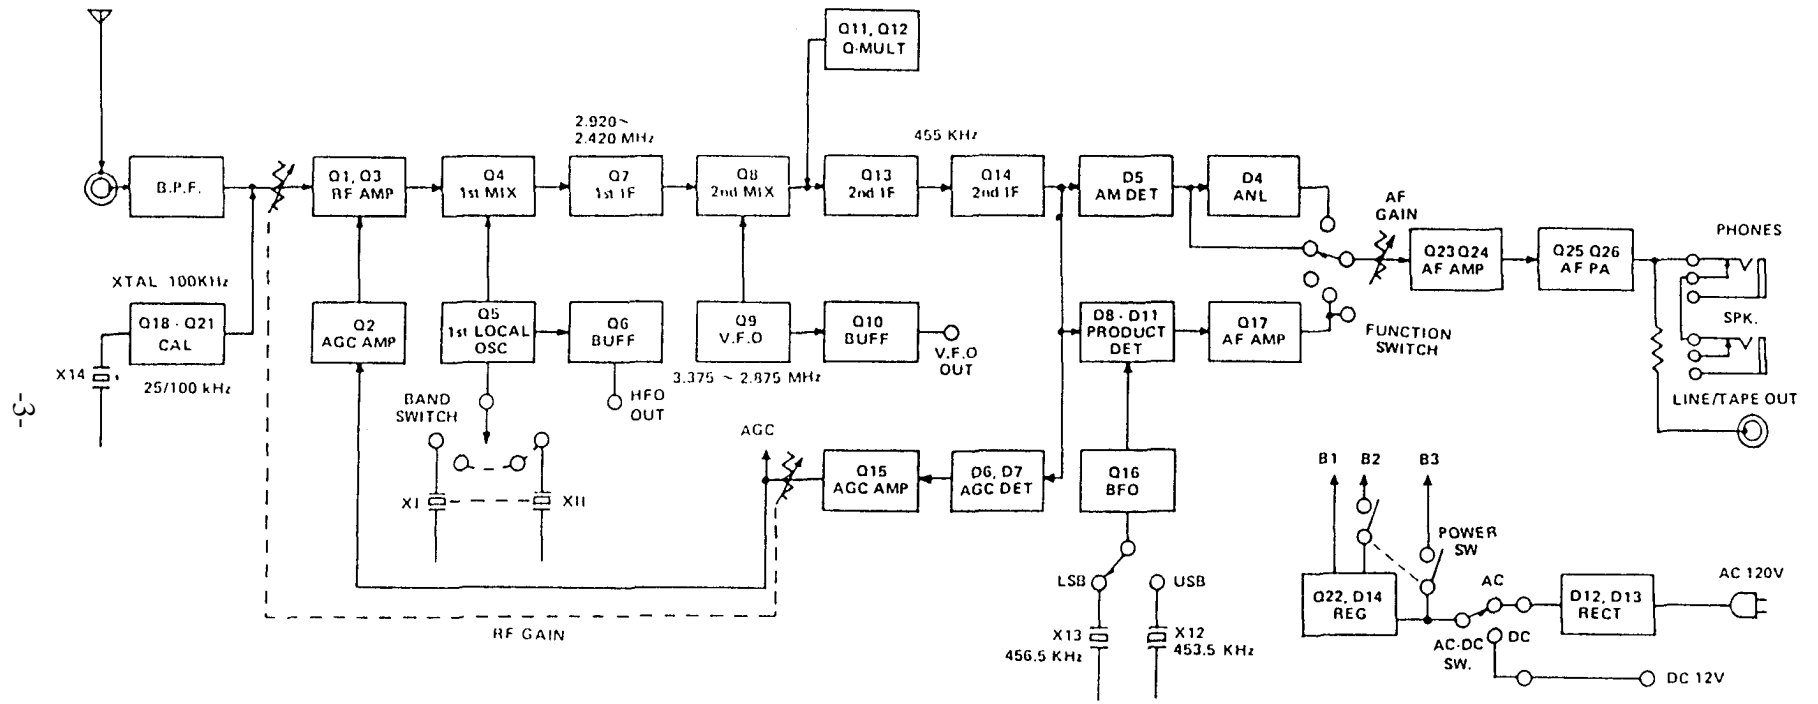 Q11, Q12
Q-MULT
2.920 ~
2.420 MHz
455 KHz
B.P.F.
Q1, Q3
RF AMP
Q4
1st MIX
Q7
1st IF
Q8
2nd MIX
Q13
2nd IF
Q14
2nd IF
D5
AM DET
D4
ANL
AF
GAIN
Q23 Q24
AF AMP
Q25 Q26
AF PA
PHONES
SPK.
LINE/TAPE OUT
XTAL 100KHz
Q18 - Q21
CAL
X14
25/100 kHz
Q2
AGC AMP
Q5
1st LOCAL
OSC
Q6
BUFF
HFO
OUT
Q9
V.F.O
3.375 ~ 2.875 MHz
Q10
BUFF
V.F.O
OUT
D8 - D11
PRODUCT
DET
Q17
AF AMP
FUNCTION
SWITCH
BAND
SWITCH
XI
XII
AGC
Q15
AGC AMP
D6, D7
AGC DET
Q16
BFO
LSB
USB
X13
456.5 KHz
X12
453.5 KHz
RF GAIN
B1
B2
B3
POWER
SW
Q22, D14
REG
AC
AC-DC
SW.
DC
D12, D13
RECT
AC 120V
DC 12V
-3-